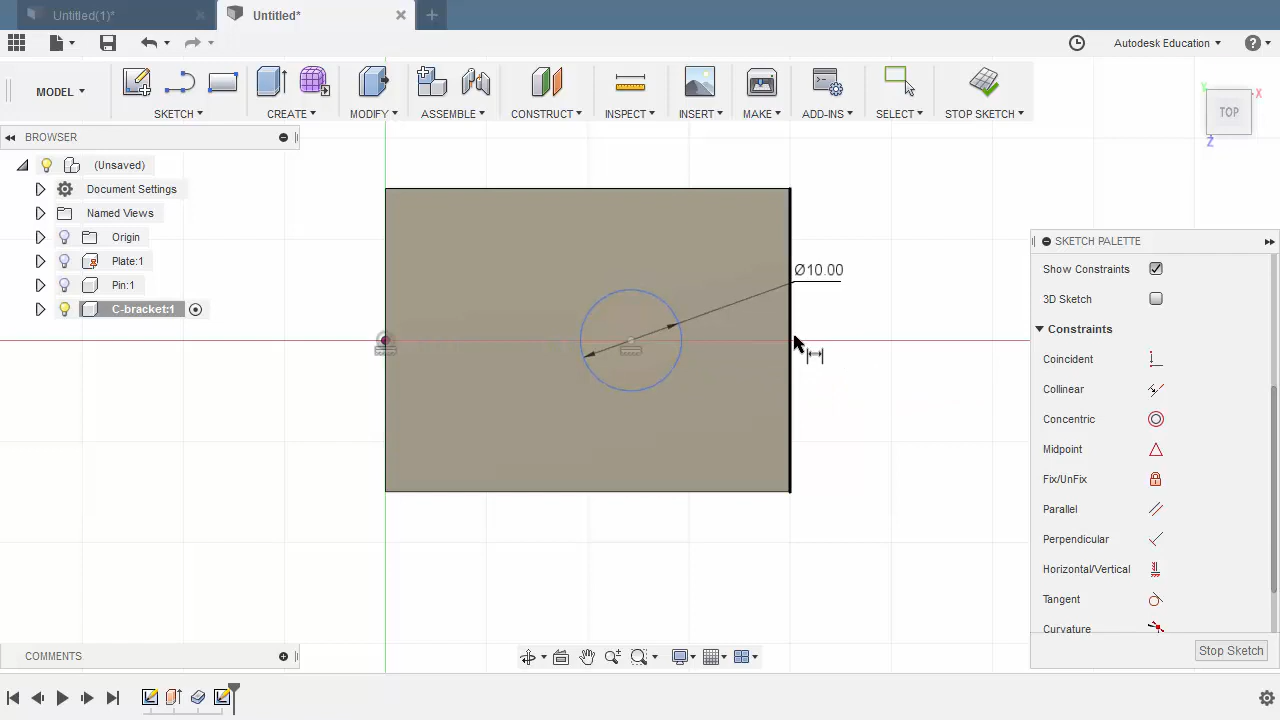 Untitled(1)*
Untitled*
Autodesk Education
MODEL
SKETCH
CREATE
MODIFY
ASSEMBLE
CONSTRUCT
INSPECT
INSERT
MAKE
ADD-INS
SELECT
STOP SKETCH
TOP
X
Y
Z
BROWSER
(Unsaved)
Document Settings
Named Views
Origin
Plate:1
Pin:1
C-bracket:1
Ø10.00
SKETCH PALETTE
Show Constraints
3D Sketch
Constraints
Coincident
Collinear
Concentric
Midpoint
Fix/UnFix
Parallel
Perpendicular
Horizontal/Vertical
Tangent
Curvature
Stop Sketch
COMMENTS